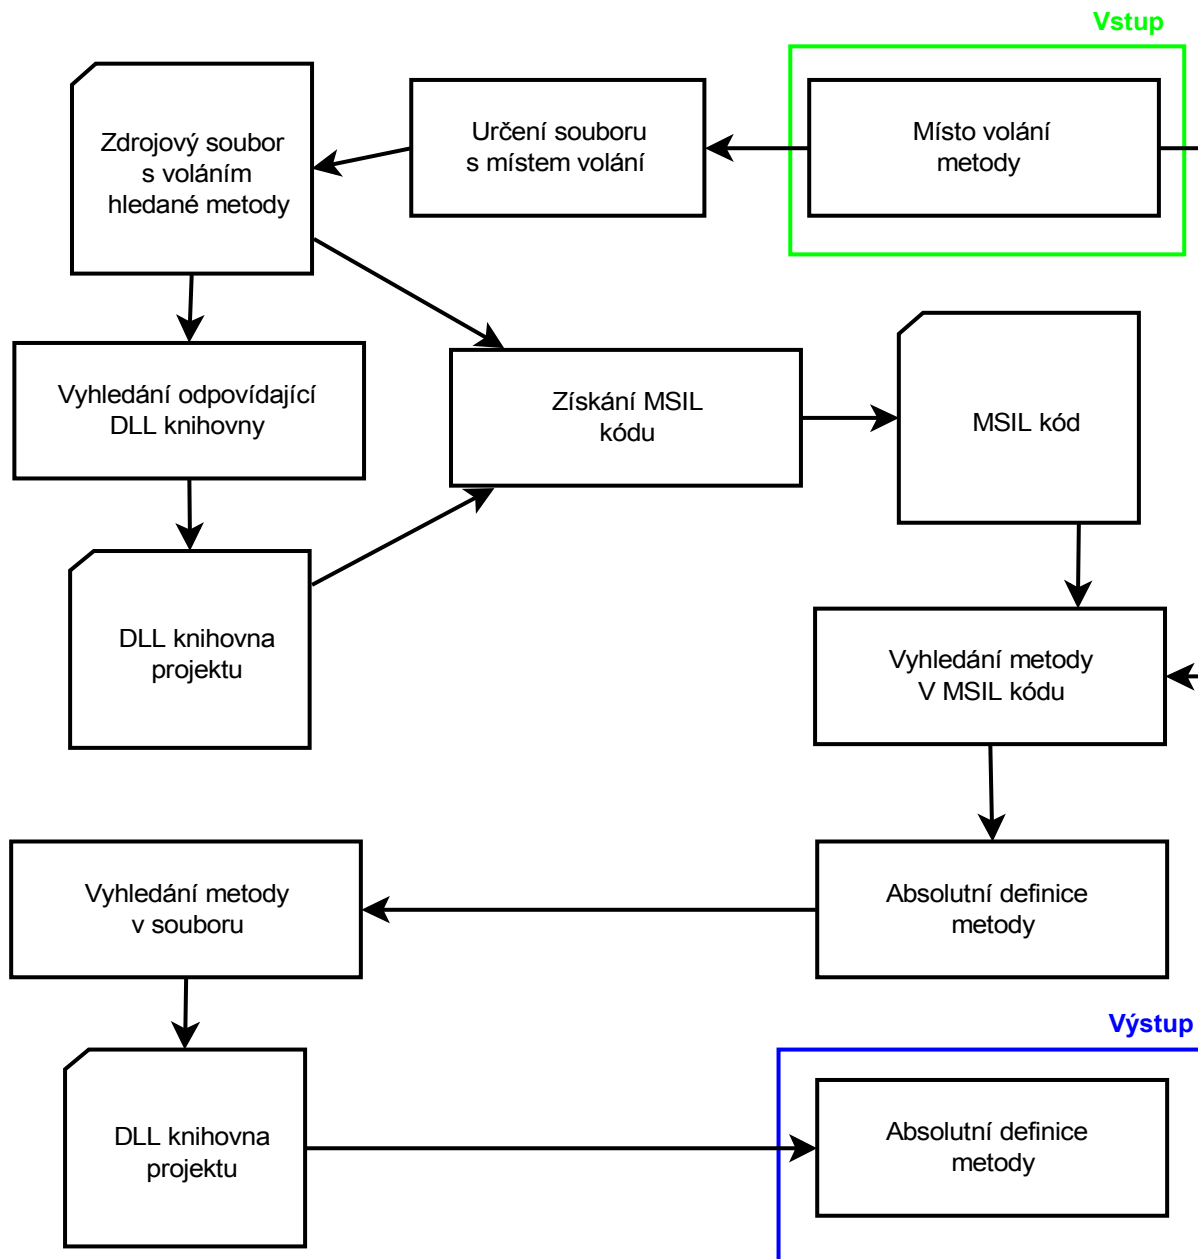 Vstup
Zdrojový soubor
s voláním
hledané metody
Určení souboru
s místem volání
Místo volání
metody
Vyhledání odpovídající
DLL knihovny
Získání MSIL
kódu
MSIL kód
DLL knihovna
projektu
Vyhledání metody
V MSIL kódu
Vyhledání metody
v souboru
Absolutní definice
metody
Výstup
DLL knihovna
projektu
Absolutní definice
metody